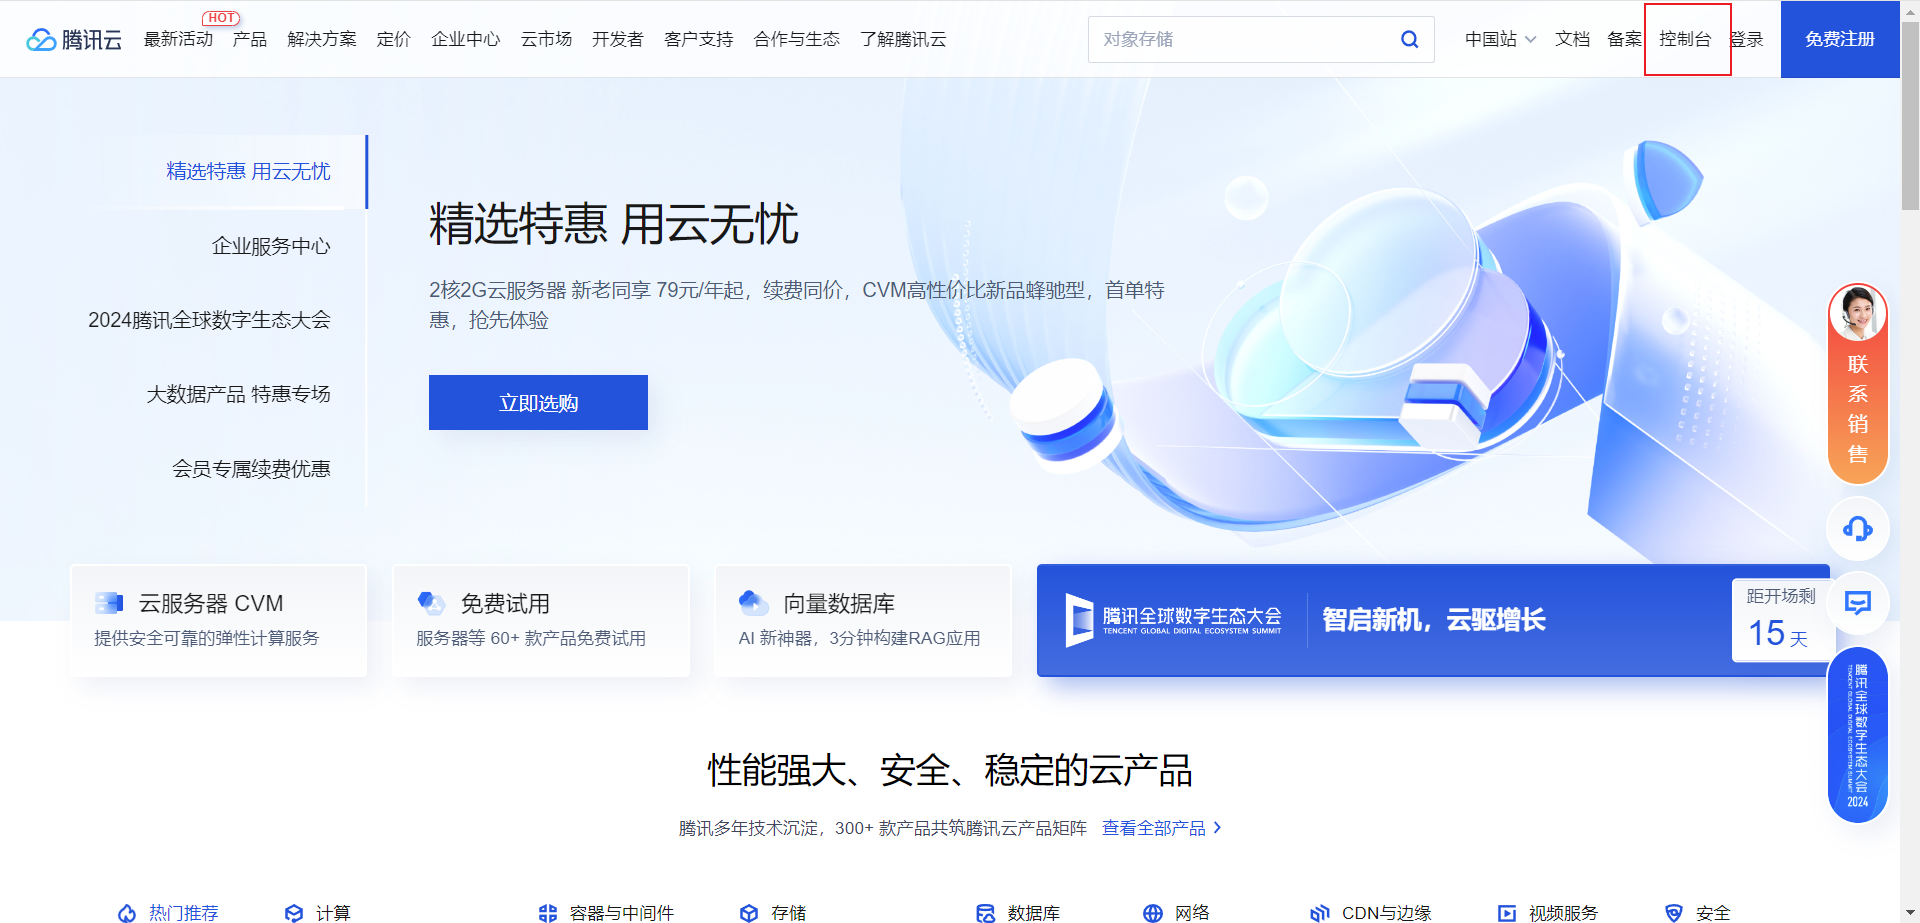 腾讯云
最新活动
HOT
产品
解决方案
定价
企业中心
云市场
开发者
客户支持
合作与生态
了解腾讯云
对象存储
中国站
文档
备案
控制台
登录
免费注册
精选特惠 用云无忧
企业服务中心
2024腾讯全球数字生态大会
大数据产品 特惠专场
会员专属续费优惠
精选特惠 用云无忧
2核2G云服务器 新老同享 79元/年起，续费同价，CVM高性价比新品蜂驰型，首单特
惠，抢先体验
立即选购
联系销售
云服务器 CVM
提供安全可靠的弹性计算服务
免费试用
服务器等 60+ 款产品免费试用
向量数据库
AI 新神器，3分钟构建RAG应用
腾讯全球数字生态大会
TENCENT GLOBAL DIGITAL ECOSYSTEM SUMMIT
智启新机，云驱增长
距开场剩
15 天
腾讯全球数字生态大会
TENCENT GLOBAL DIGITAL ECOSYSTEM SUMMIT
2024
性能强大、安全、稳定的云产品
腾讯多年技术沉淀，300+ 款产品共筑腾讯云产品矩阵 查看全部产品
热门推荐
计算
容器与中间件
存储
数据库
网络
CDN与边缘
视频服务
安全